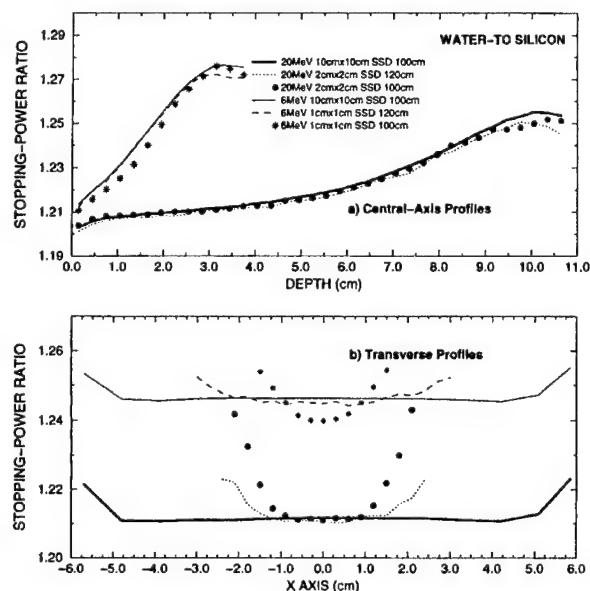 WATER-TO SILICON
20MeV 10cmx10cm SSD 100cm
20MeV 2cmx2cm SSD 120cm
20MeV 2cmx2cm SSD 100cm
6MeV 10cmx10cm SSD 100cm
6MeV 1cmx1cm SSD 120cm
6MeV 1cmx1cm SSD 100cm
STOPPING-POWER RATIO
1.29
1.27
1.25
1.23
1.21
1.19
a) Central-Axis Profiles
0.0 1.0 2.0 3.0 4.0 5.0 6.0 7.0 8.0 9.0 10.0 11.0
DEPTH (cm)
b) Transverse Profiles
STOPPING-POWER RATIO
1.26
1.24
1.22
1.20
-6.0 -5.0 -4.0 -3.0 -2.0 -1.0 0.0 1.0 2.0 3.0 4.0 5.0 6.0
X AXIS (cm)